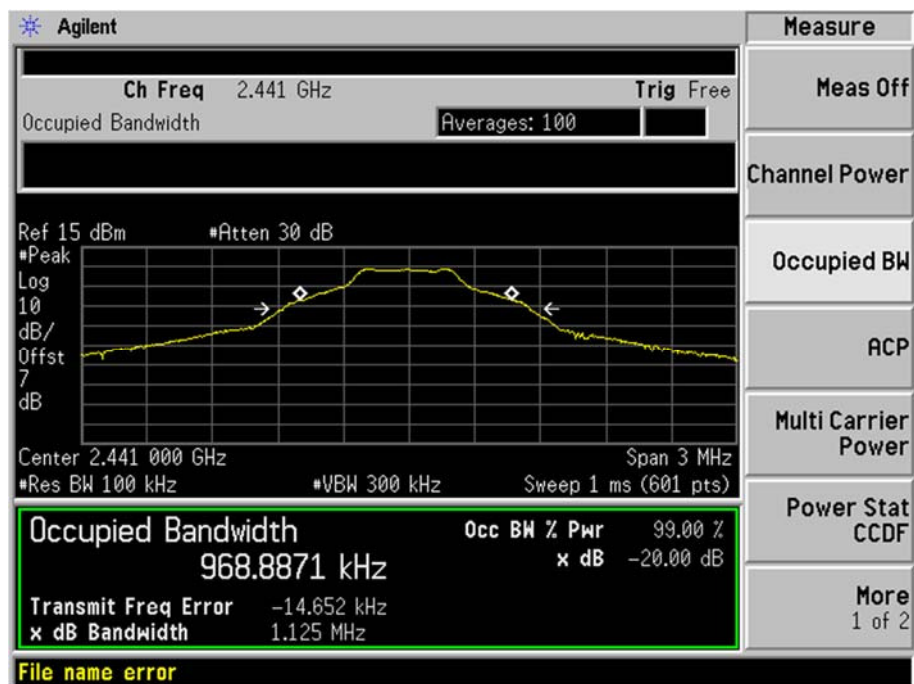 Agilent
Measure
Ch Freq 2.441 GHz Trig Free
Occupied Bandwidth Averages: 100
Meas Off
Channel Power
Occupied BW
ACP
Multi Carrier
Power
Power Stat
CCDF
More
1 of 2
Ref 15 dBm #Atten 30 dB
#Peak
Log
10
dB/
Offst
7
dB
Center 2.441 000 GHz Span 3 MHz
#Res BW 100 kHz #VBW 300 kHz Sweep 1 ms (601 pts)
Occupied Bandwidth Occ BW % Pwr 99.00 %
968.8871 kHz x dB -20.00 dB
Transmit Freq Error -14.652 kHz
x dB Bandwidth 1.125 MHz
File name error